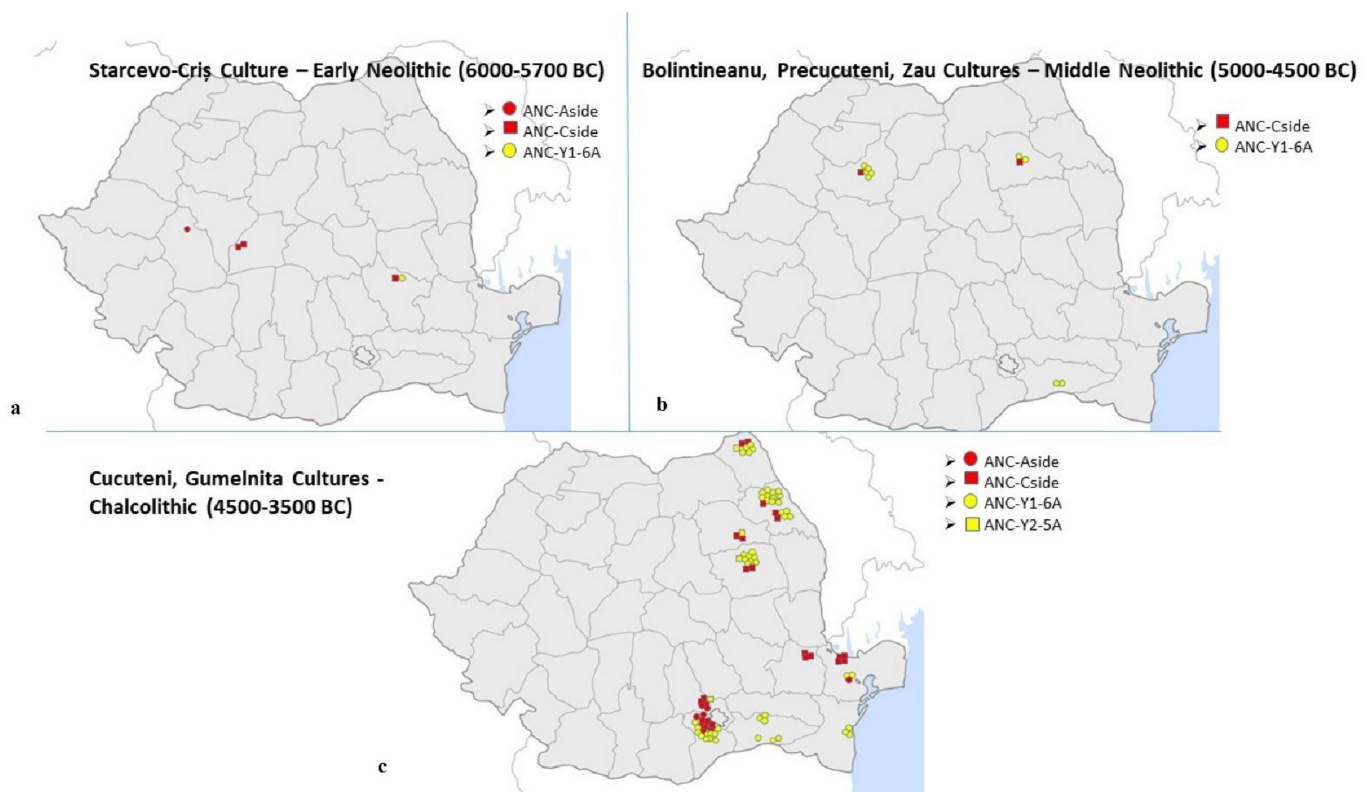 Starcevo-Criș Culture – Early Neolithic (6000-5700 BC)
ANC-Aside
ANC-Cside
ANC-Y1-6A
a
Bolintineanu, Precucuteni, Zau Cultures – Middle Neolithic (5000-4500 BC)
ANC-Cside
ANC-Y1-6A
b
Cucuteni, Gumelnita Cultures -
Chalcolithic (4500-3500 BC)
ANC-Aside
ANC-Cside
ANC-Y1-6A
ANC-Y2-5A
c